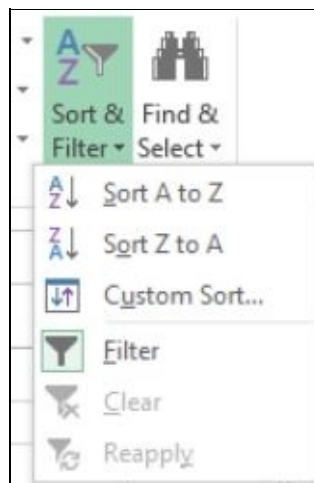 Sort & Find &
Filter Select
Sort A to Z
Sort Z to A
Custom Sort...
Filter
Clear
Reapply